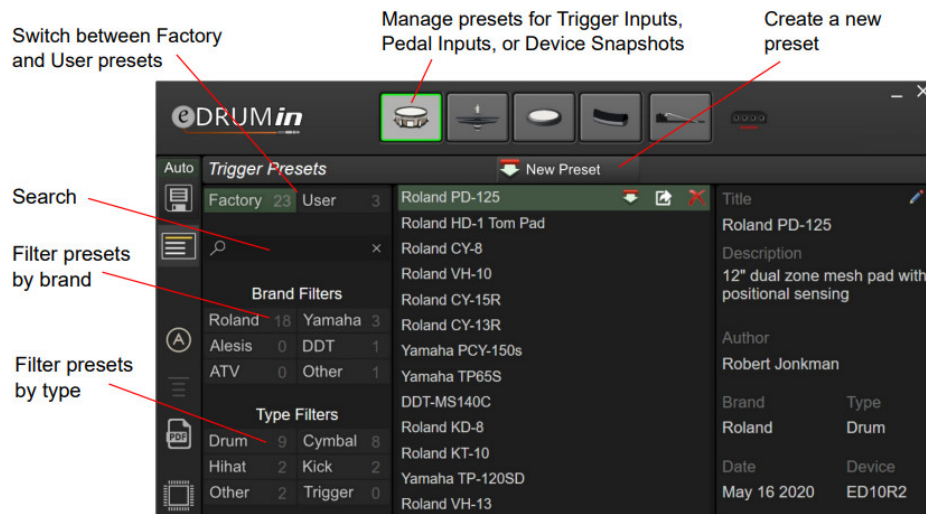 Switch between Factory
and User presets
Manage presets for Trigger Inputs,
Pedal Inputs, or Device Snapshots
Create a new
preset
eDRUMin
Auto
Trigger Presets
New Preset
Search
Filter presets
by brand
Filter presets
by type
Factory 23 User 3
Brand Filters
Roland 18 Yamaha 3
Alesis 0 DDT 1
ATV 0 Other 1
Type Filters
Drum 9 Cymbal 8
Hihat 2 Kick 2
Other 2 Trigger 0
A
PDF
Roland PD-125
Roland HD-1 Tom Pad
Roland CY-8
Roland VH-10
Roland CY-15R
Roland CY-13R
Yamaha PCY-150s
Yamaha TP65S
DDT-MS140C
Roland KD-8
Roland KT-10
Yamaha TP-120SD
Roland VH-13
Title
Roland PD-125
Description
12" dual zone mesh pad with
positional sensing
Author
Robert Jonkman
Brand Type
Roland Drum
Date Device
May 16 2020 ED10R2